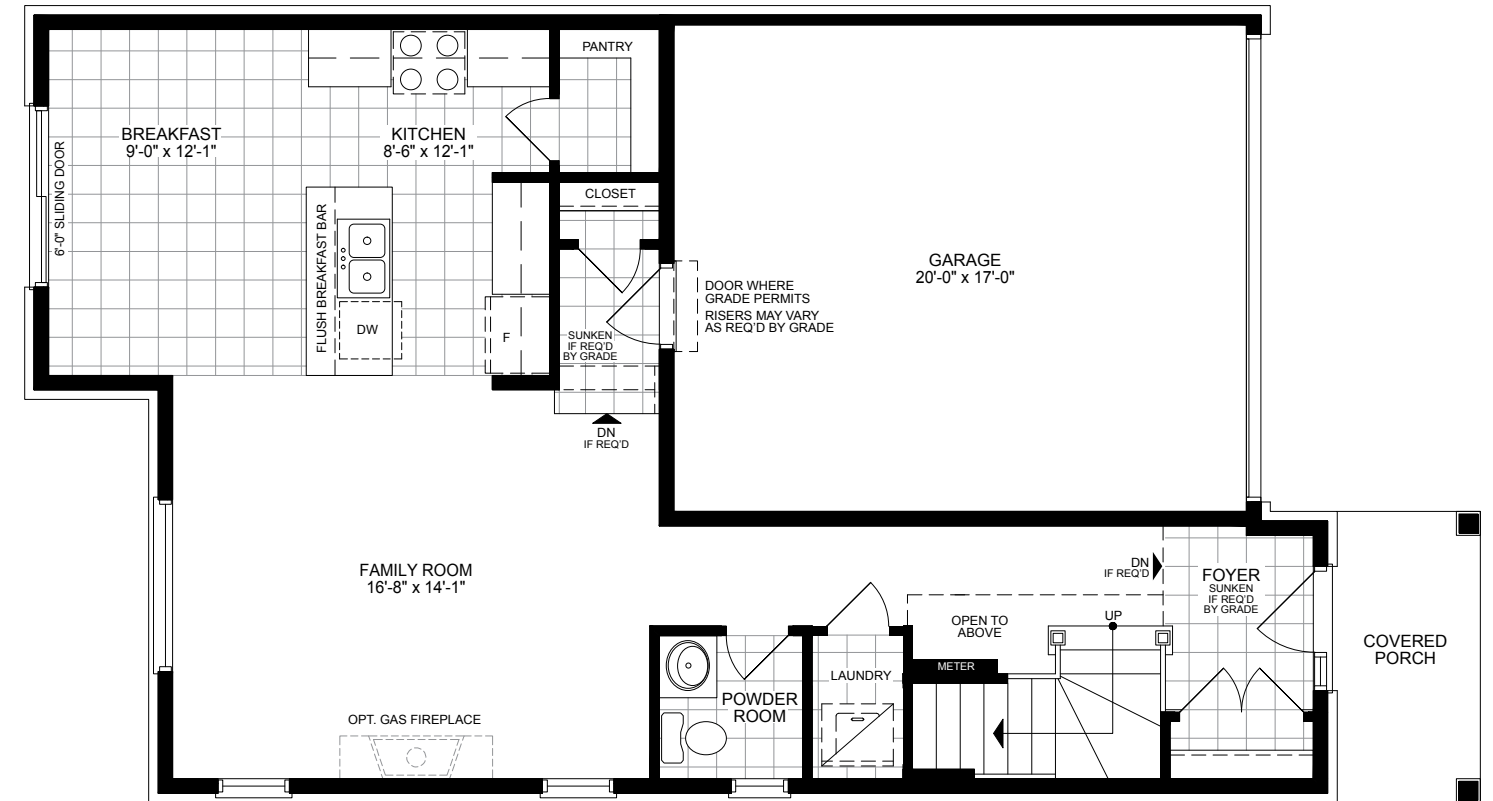 PANTRY
BREAKFAST
9'-0" x 12'-1"
KITCHEN
8'-6" x 12'-1"
6'-0" SLIDING DOOR
CLOSET
FLUSH BREAKFAST BAR
DW
F
SUNKEN
IF REQ'D
BY GRADE
DOOR WHERE
GRADE PERMITS
RISERS MAY VARY
AS REQ'D BY GRADE
GARAGE
20'-0" x 17'-0"
DN
IF REQ'D
FAMILY ROOM
16'-8" x 14'-1"
DN
IF REQ'D
FOYER
SUNKEN
IF REQ'D
BY GRADE
OPEN TO
ABOVE
UP
COVERED
PORCH
METER
LAUNDRY
POWDER
ROOM
OPT. GAS FIREPLACE